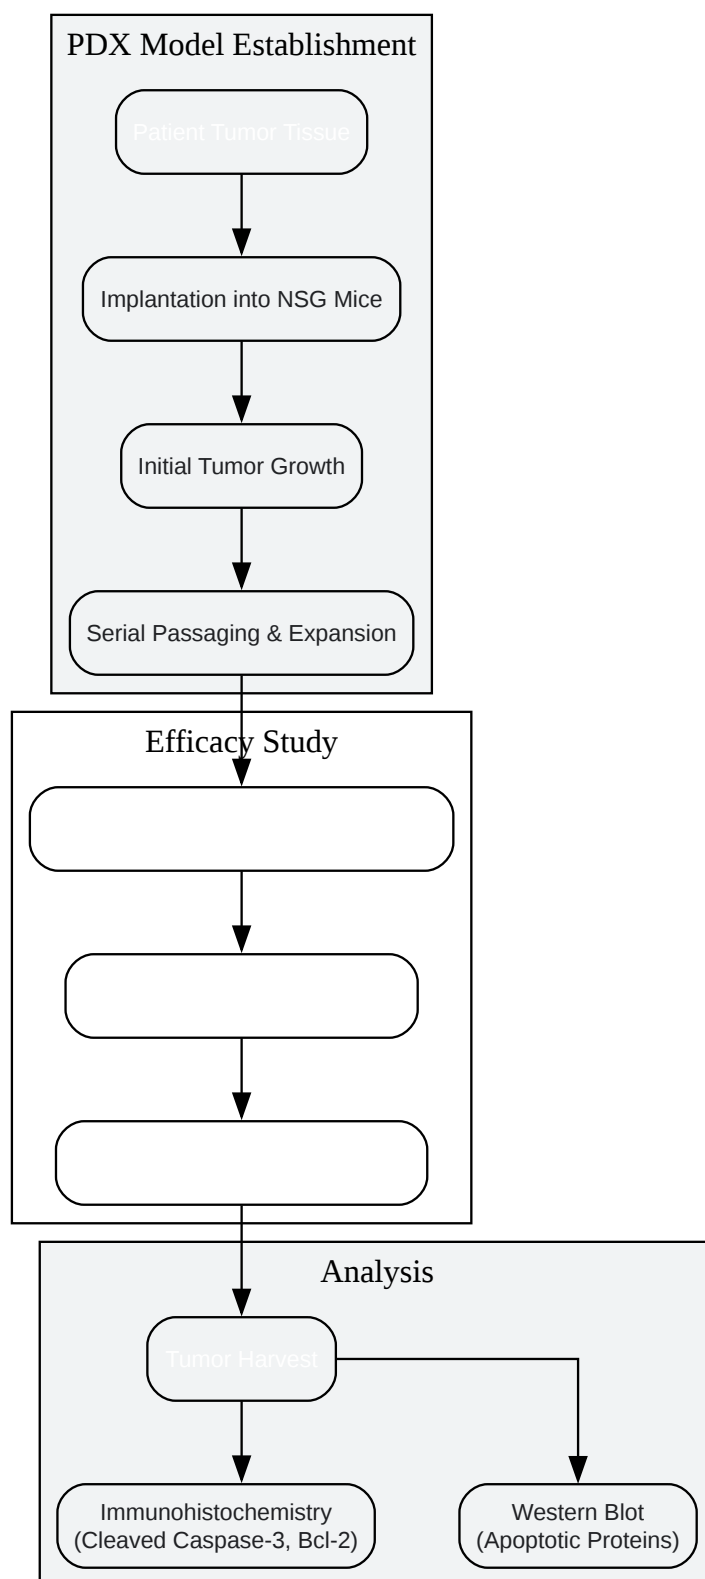 PDX Model Establishment
Patient Tumor Tissue
Implantation into NSG Mice
Initial Tumor Growth
Serial Passaging & Expansion
Efficacy Study
Analysis
Tumor Harvest
Immunohistochemistry
(Cleaved Caspase-3, Bcl-2)
Western Blot
(Apoptotic Proteins)